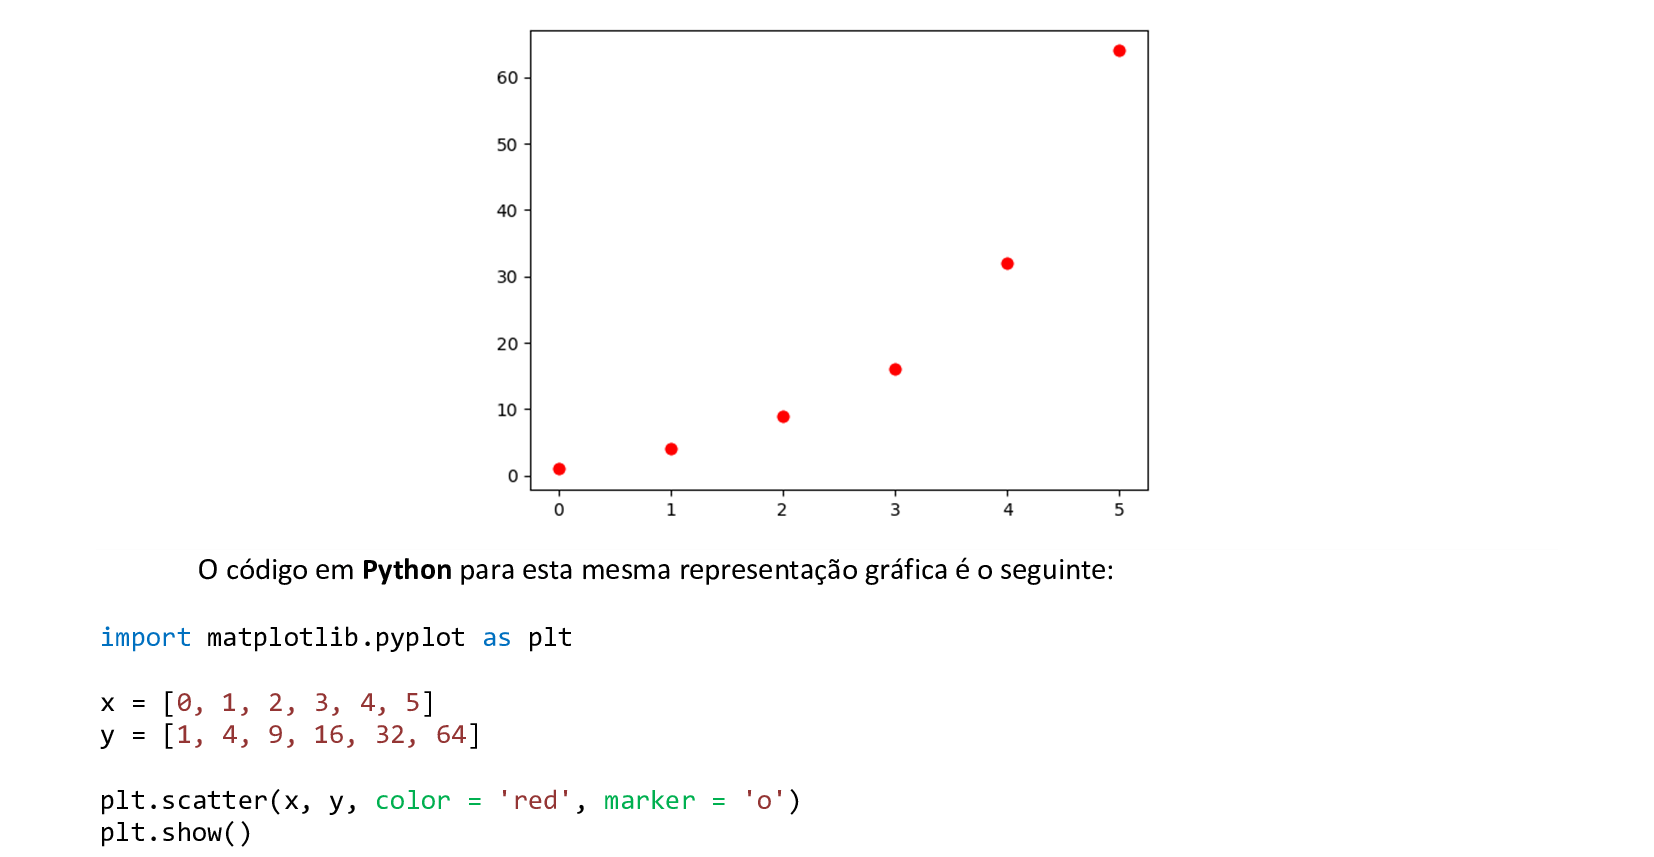 60
50
40
30
20
10
0
0 1 2 3 4 5
O código em Python para esta mesma representação gráfica é o seguinte:
import matplotlib.pyplot as plt
x = [0, 1, 2, 3, 4, 5]
y = [1, 4, 9, 16, 32, 64]
plt.scatter(x, y, color = 'red', marker = 'o')
plt.show()